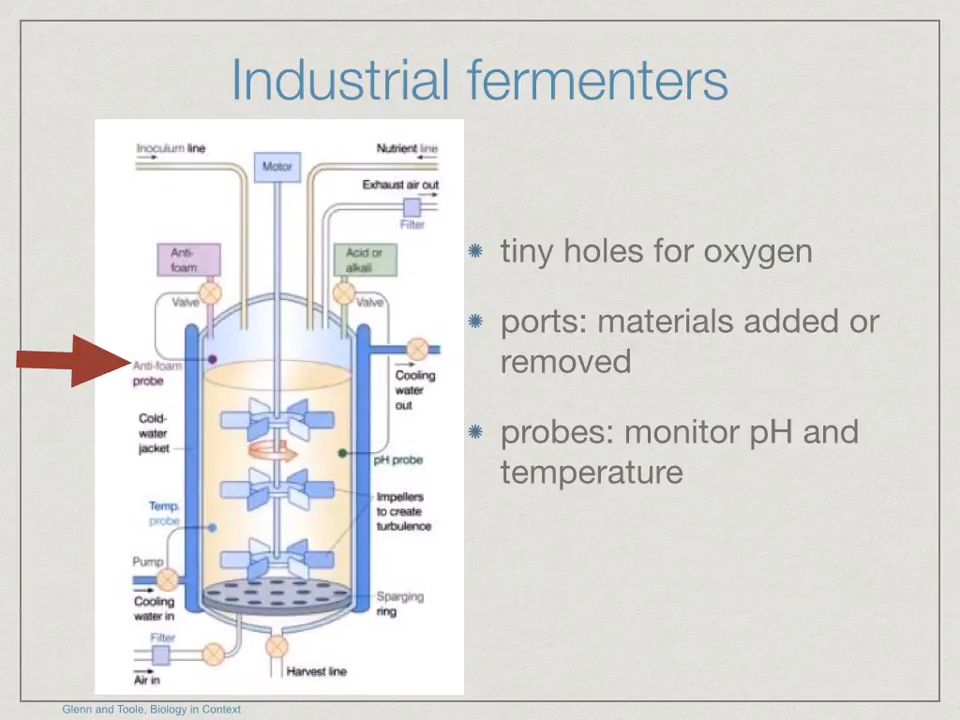 Industrial fermenters
Inoculum line
Motor
Nutrient line
Exhaust air out
Filter
Anti-
foam
Acid or
alkali
Valve
Valve
Anti-foam
probe
Cooling
water
out
Cold-
water
jacket
pH probe
Temp.
probe
Impellers
to create
turbulence
Pump
Cooling
water in
Sparging
ring
Filter
Air in
Harvest line
tiny holes for oxygen
ports: materials added or
removed
probes: monitor pH and
temperature
Glenn and Toole, Biology in Context